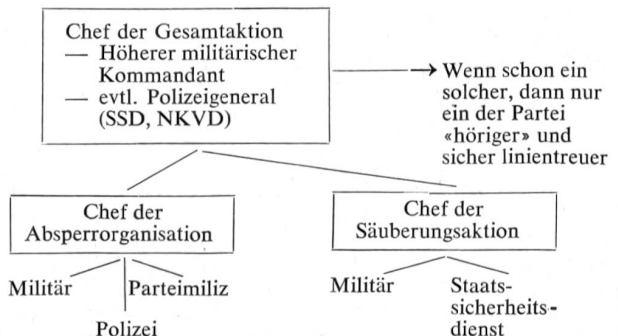 Chef der Gesamtaktion
— Höherer militärischer
Kommandant
— evtl. Polizeigeneral
(SSD, NKVD)
Wenn schon ein
solcher, dann nur
ein der Partei
«höriger» und
sicher linientreuer
Chef der
Absperrorganisation
Chef der
Säuberungsaktion
Militär
Parteimiliz
Polizei
Militär
Staats-
sicherheits-
dienst